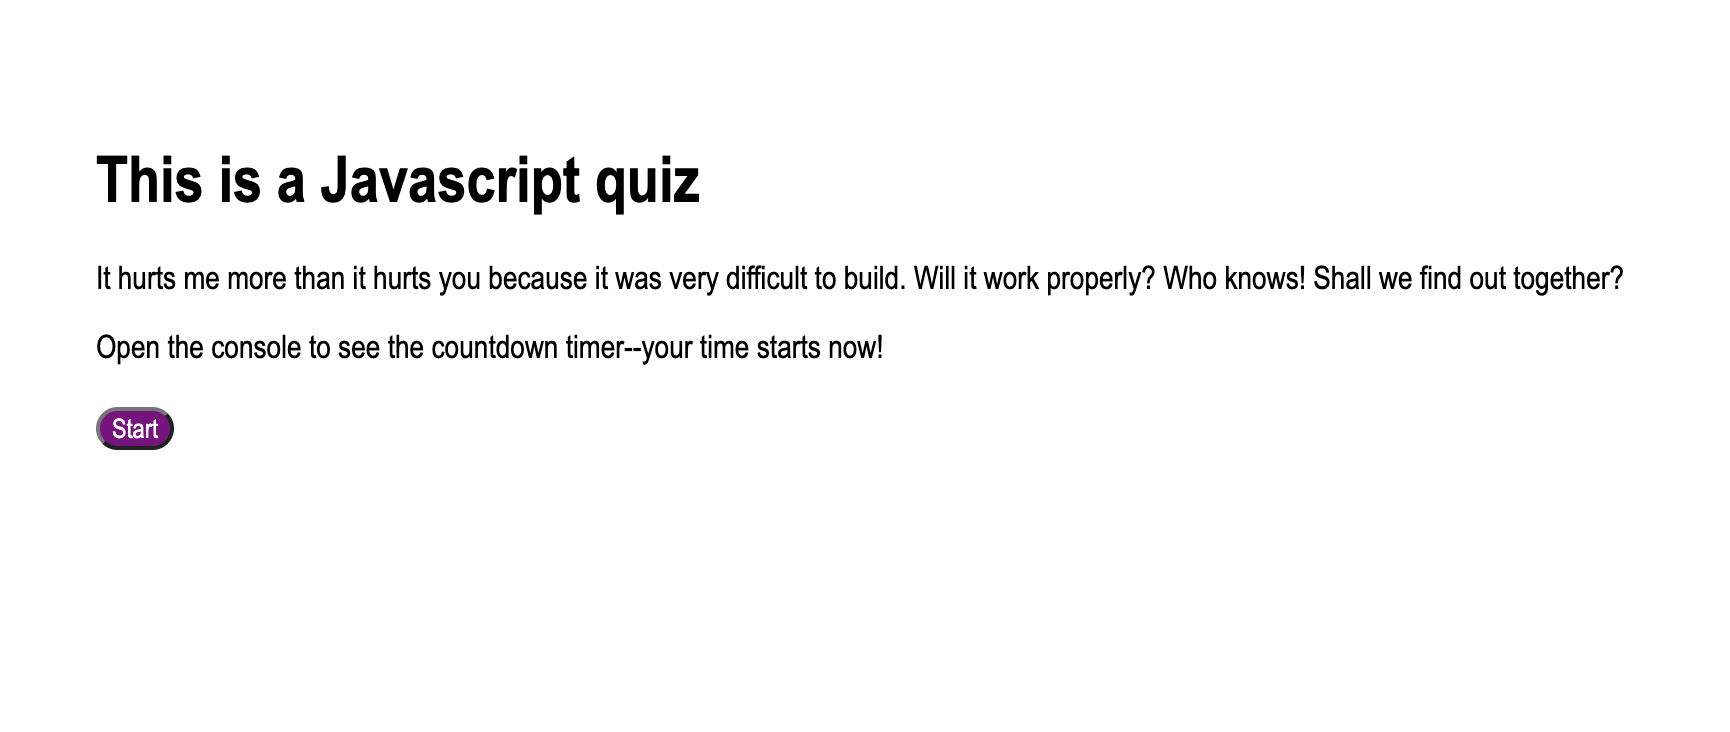 This is a Javascript quiz
It hurts me more than it hurts you because it was very difficult to build. Will it work properly? Who knows! Shall we find out together?
Open the console to see the countdown timer--your time starts now!
Start